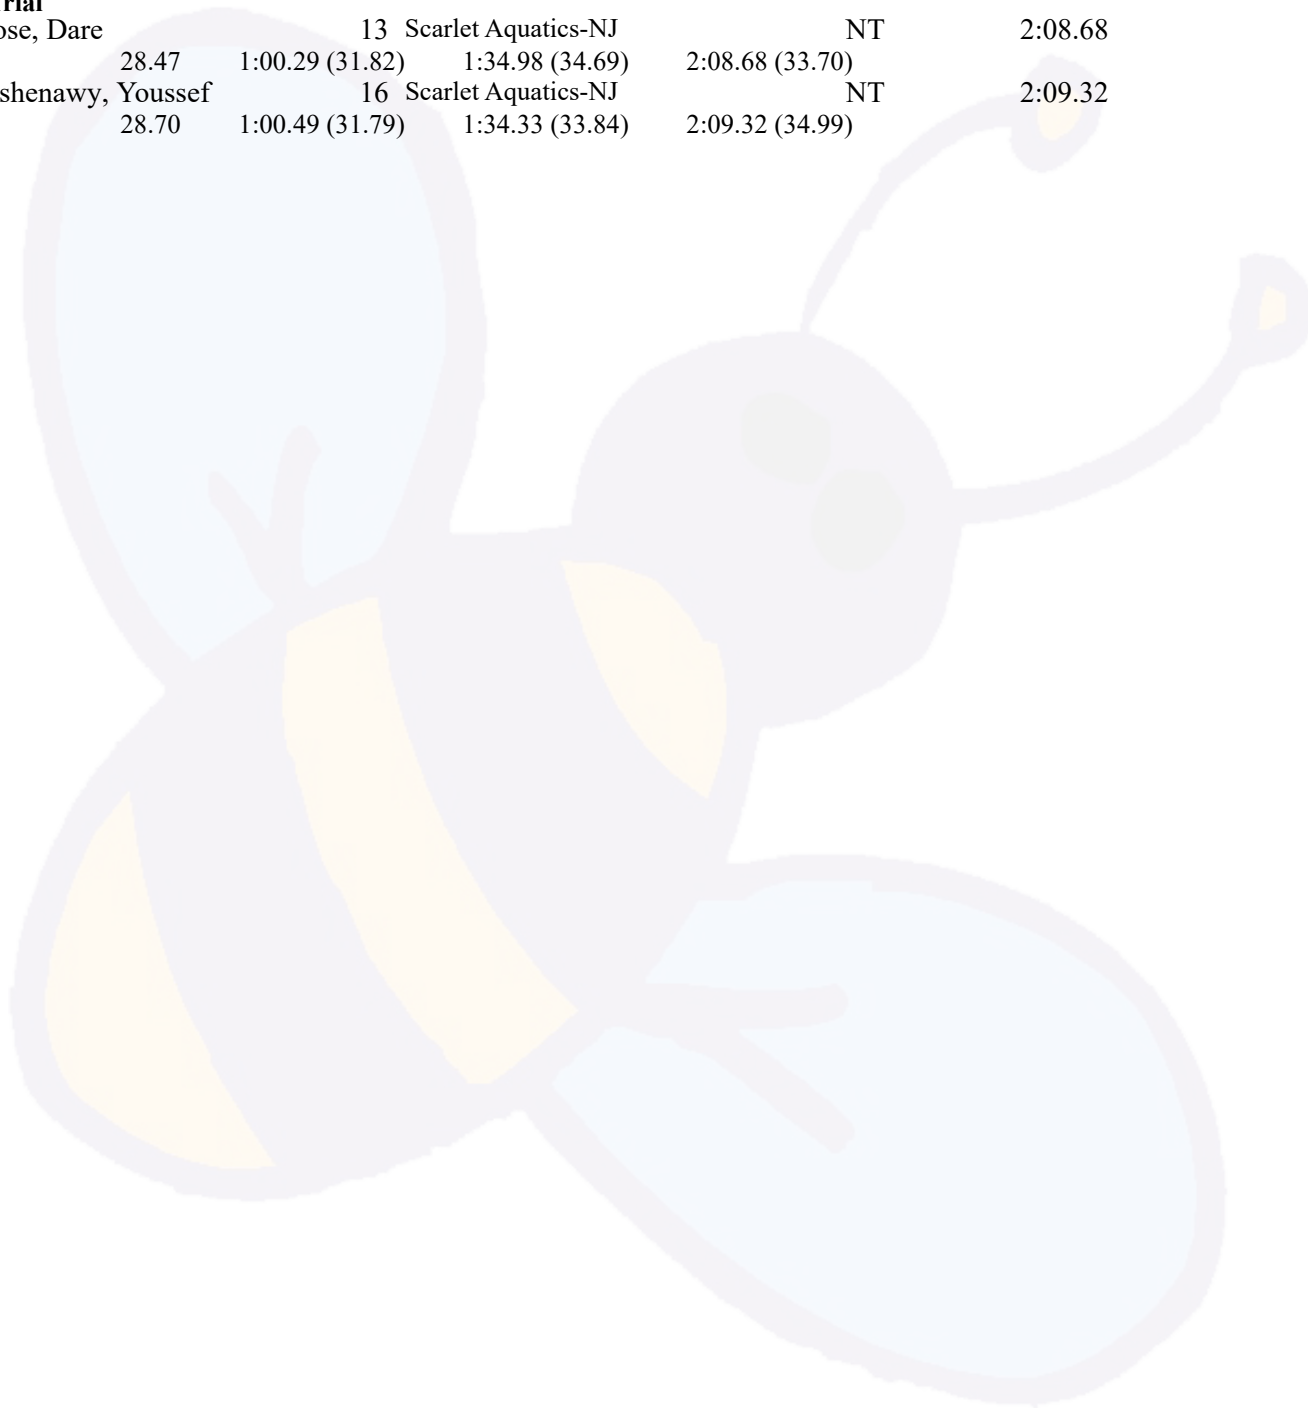 rial
ose, Dare 13 Scarlet Aquatics-NJ NT 2:08.68
28.47 1:00.29 (31.82) 1:34.98 (34.69) 2:08.68 (33.70)
shenawy, Youssef 16 Scarlet Aquatics-NJ NT 2:09.32
28.70 1:00.49 (31.79) 1:34.33 (33.84) 2:09.32 (34.99)